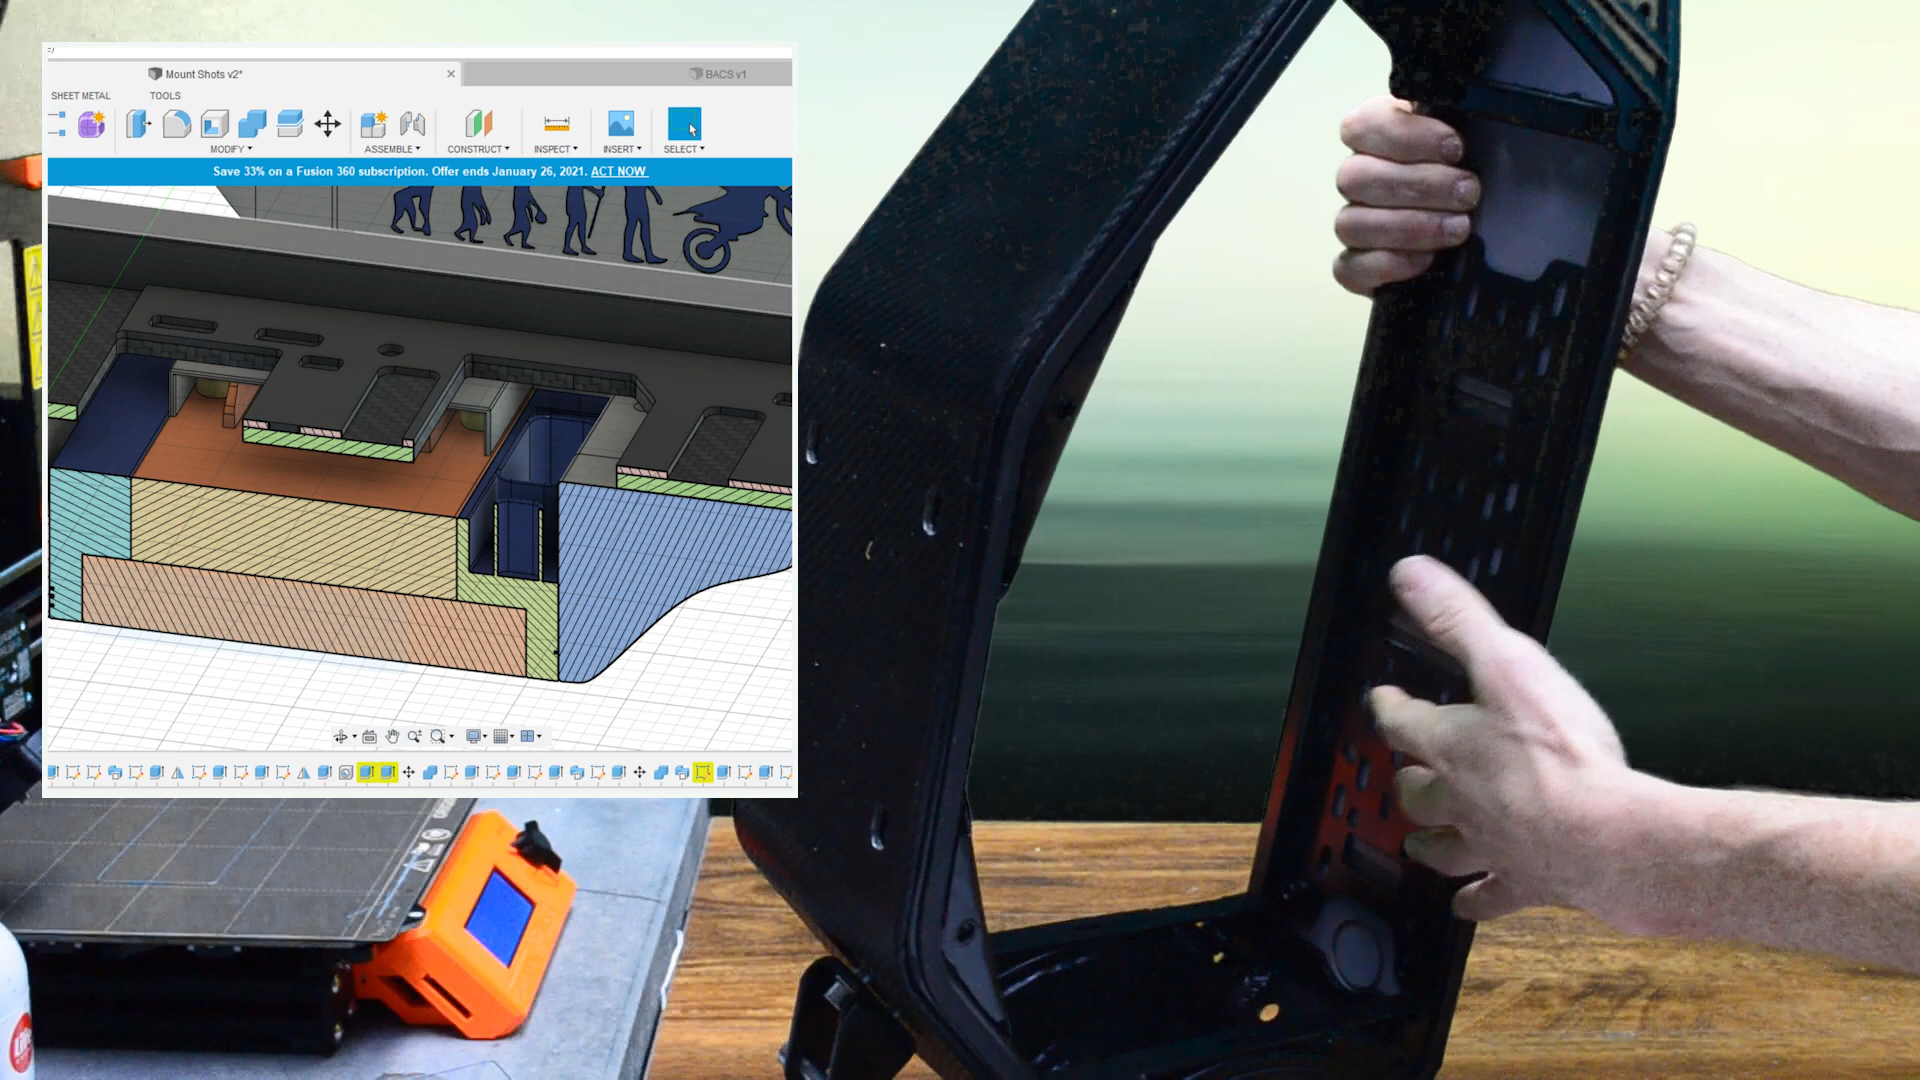 Mount Shots v2*
BACS v1
SHEET METAL
TOOLS
MODIFY
ASSEMBLE
CONSTRUCT
INSPECT
INSERT
SELECT
Save 33% on a Fusion 360 subscription. Offer ends January 26, 2021. ACT NOW